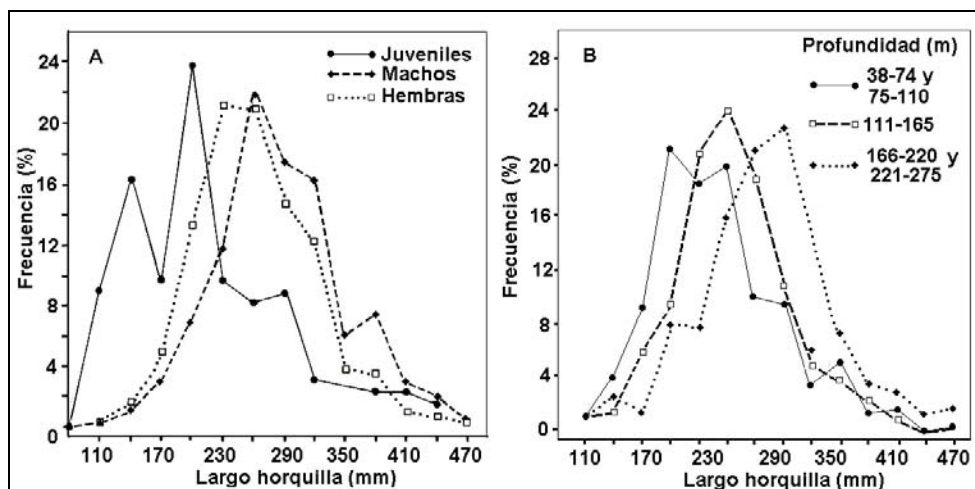 A
Juveniles
Machos
Hembras
Frecuencia (%)
24
20
16
12
8
4
0
110 170 230 290 350 410 470
Largo horquilla (mm)
B
Profundidad (m)
38-74 y
75-110
111-165
166-220 y
221-275
Frecuencia (%)
28
24
20
16
12
8
4
0
110 170 230 290 350 410 470
Largo horquilla (mm)